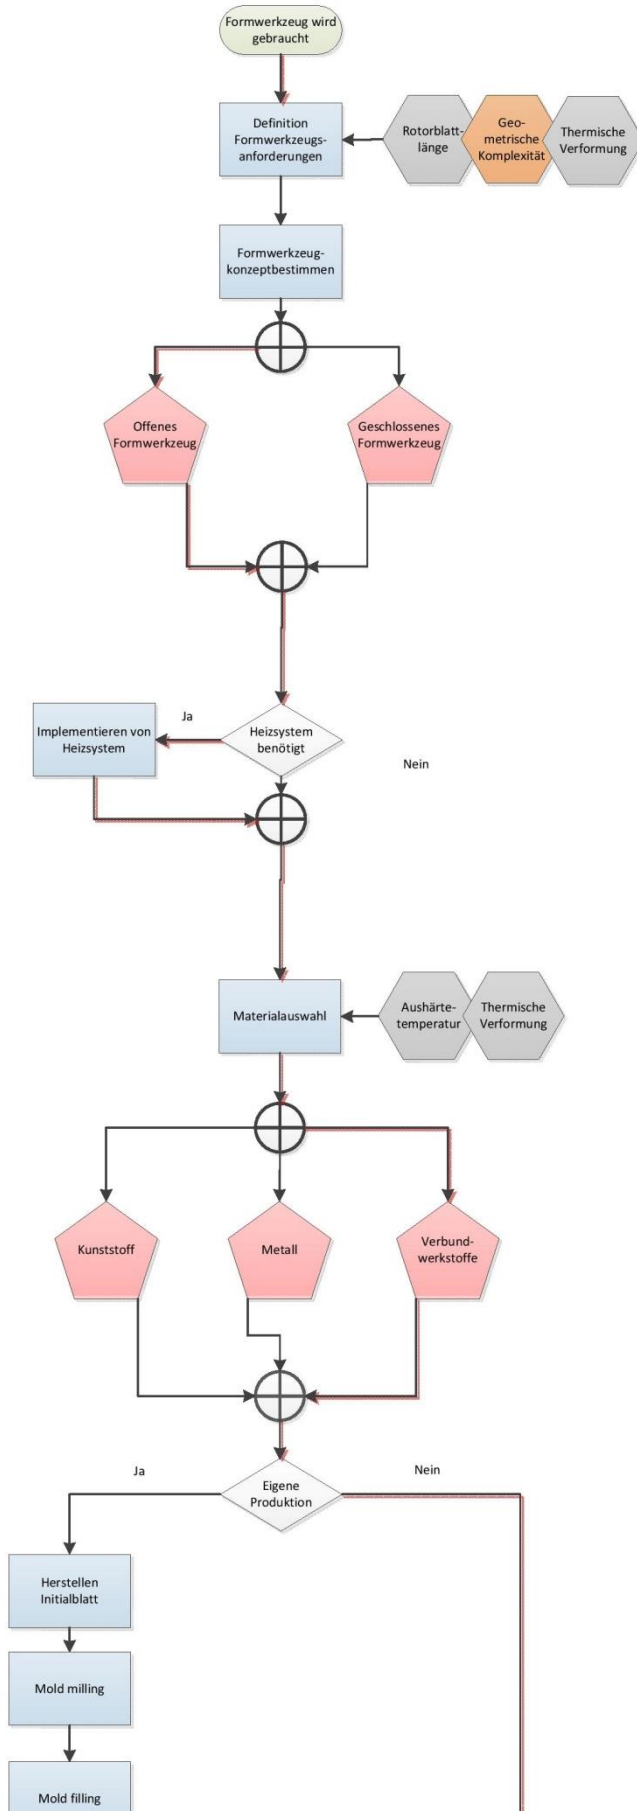 Formwerkzeug wird
gebraucht
Definition
Formwerkzeugs-
anforderungen
Rotorblatt-
länge
Geo-
metrische
Komplexität
Thermische
Verformung
Formwerkzeug-
konzeptbestimmen
Offenes
Formwerkzeug
Geschlossenes
Formwerkzeug
Implementieren von
Heizsystem
Ja
Heizsystem
benötigt
Nein
Materialauswahl
Aushärte-
temperatur
Thermische
Verformung
Kunststoff
Metall
Verbund-
werkstoffe
Ja
Eigene
Produktion
Nein
Herstellen
Initialblatt
Mold milling
Mold filling